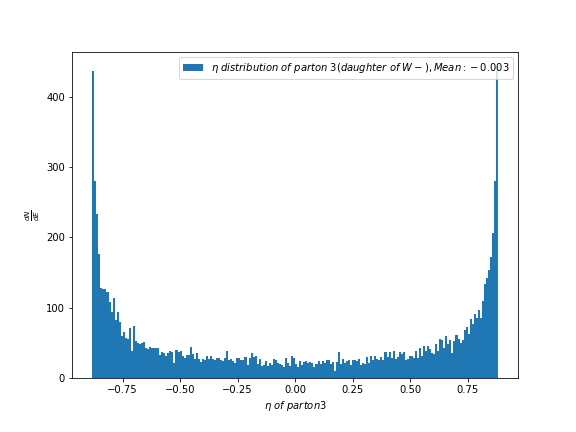 η distribution of parton 3(daughter of W−), Mean: −0.003
400
300
200
100
0
dN
dE
−0.75 −0.50 −0.25 0.00 0.25 0.50 0.75
η of parton3